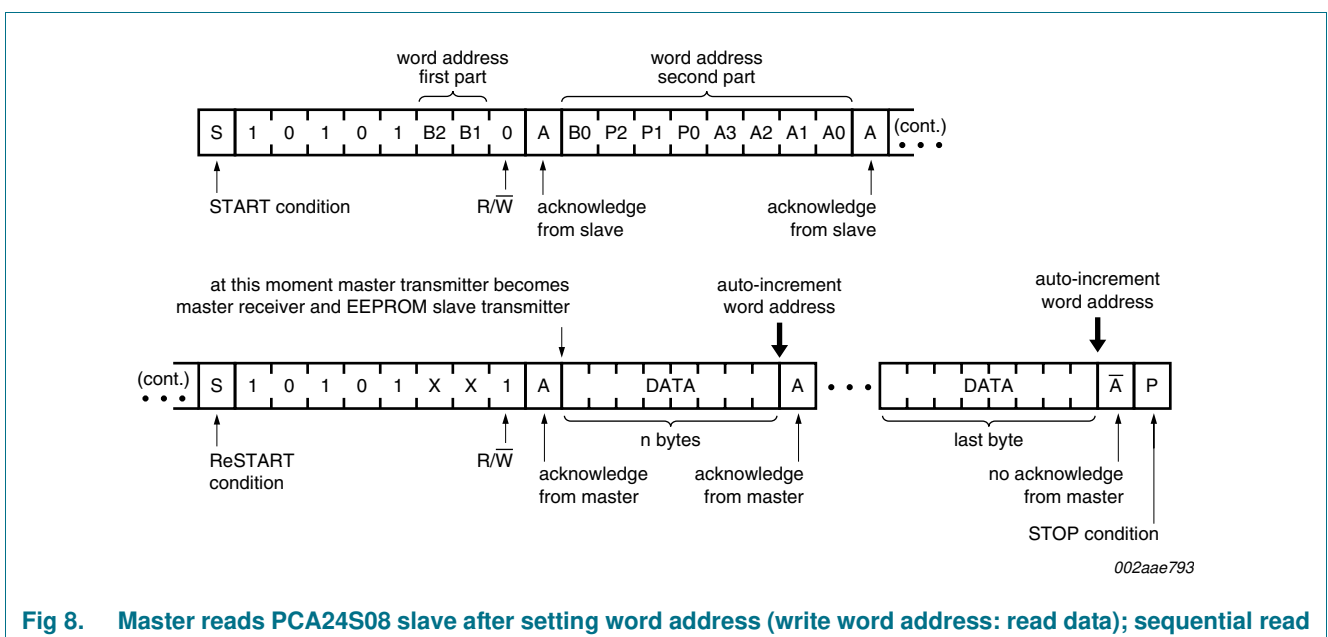 word address
first part
word address
second part
S 1 0 1 0 1 B2 B1 0 A B0 P2 P1 P0 A3 A2 A1 A0 A (cont.)
START condition
R/W̅
acknowledge
from slave
acknowledge
from slave
at this moment master transmitter becomes
master receiver and EEPROM slave transmitter
auto-increment
word address
auto-increment
word address
(cont.) S 1 0 1 0 1 X X 1 A DATA A DATA A̅ P
n bytes
last byte
ReSTART
condition
R/W̅
acknowledge
from master
acknowledge
from master
no acknowledge
from master
STOP condition
002aae793
Fig 8. Master reads PCA24S08 slave after setting word address (write word address: read data); sequential read